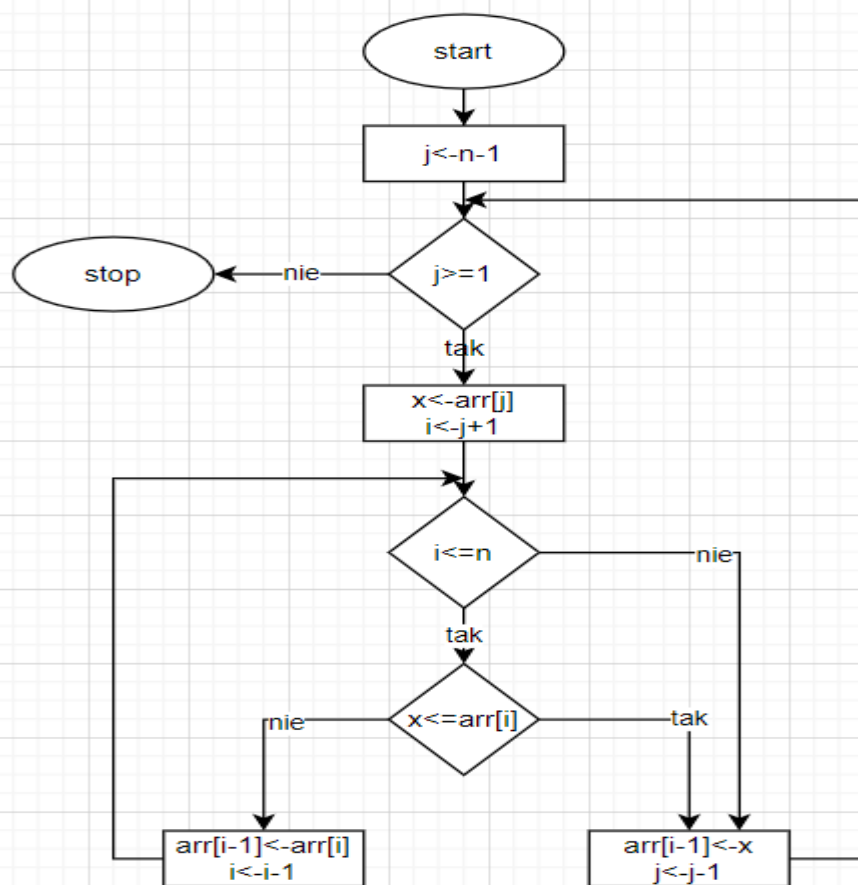 start
j<-n-1
j>=1
nie
stop
tak
x<-arr[j]
i<-j+1
i<=n
nie
tak
x<=arr[i]
nie
tak
arr[i-1]<-arr[i]
i<-i-1
arr[i-1]<-x
j<-j-1